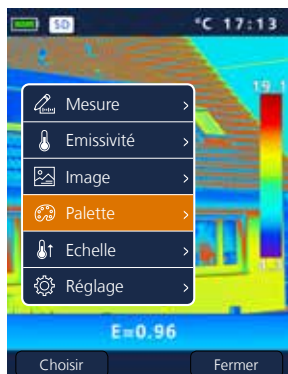 SD °C 17:13
19.1
Mesure
Emissivité
Image
Palette
Echelle
Réglage
E=0.96
Choisir Fermer